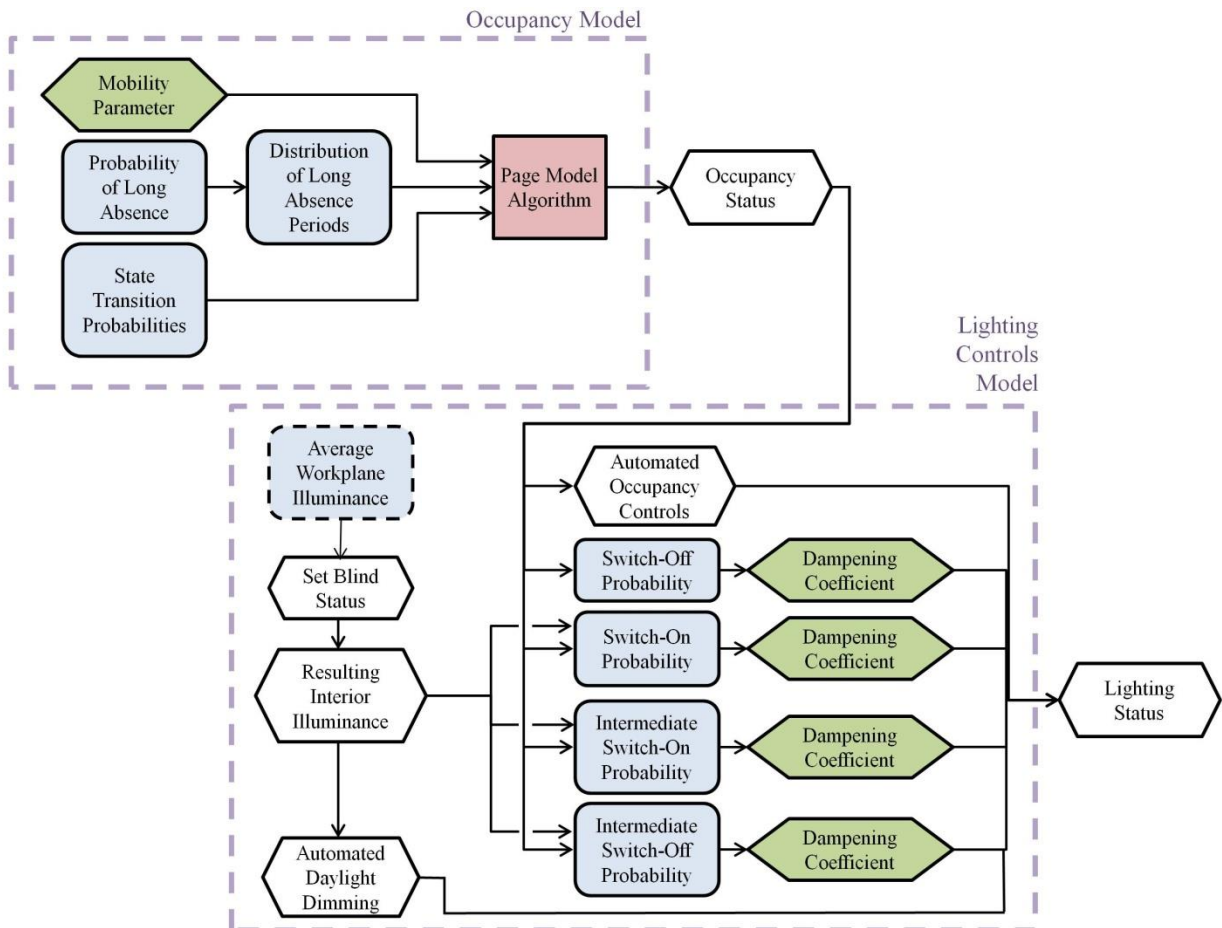 Occupancy Model
Mobility
Parameter
Probability
of Long
Absence
Distribution
of Long
Absence
Periods
Page Model
Algorithm
Occupancy
Status
State
Transition
Probabilities
Lighting
Controls
Model
Average
Workplane
Illuminance
Automated
Occupancy
Controls
Set Blind
Status
Switch-Off
Probability
Dampening
Coefficient
Switch-On
Probability
Dampening
Coefficient
Resulting
Interior
Illuminance
Intermediate
Switch-On
Probability
Dampening
Coefficient
Lighting
Status
Intermediate
Switch-Off
Probability
Dampening
Coefficient
Automated
Daylight
Dimming